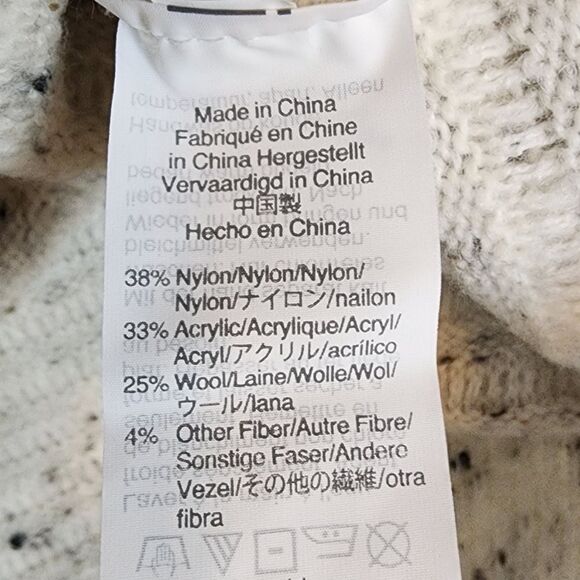 Made in China
Fabriqué en Chine
in China Hergestellt
Vervaardigd in China
中国製
Hecho en China
38% Nylon/Nylon/Nylon/
Nylon/ナイロン/nailon
33% Acrylic/Acrylique/Acryl/
Acryl/アクリル/acrílico
25% Wool/Laine/Wolle/Wol/
ウール/lana
4% Other Fiber/Autre Fibre/
Sonstige Faser/Andere
Vezel/その他の繊維/otra
fibra